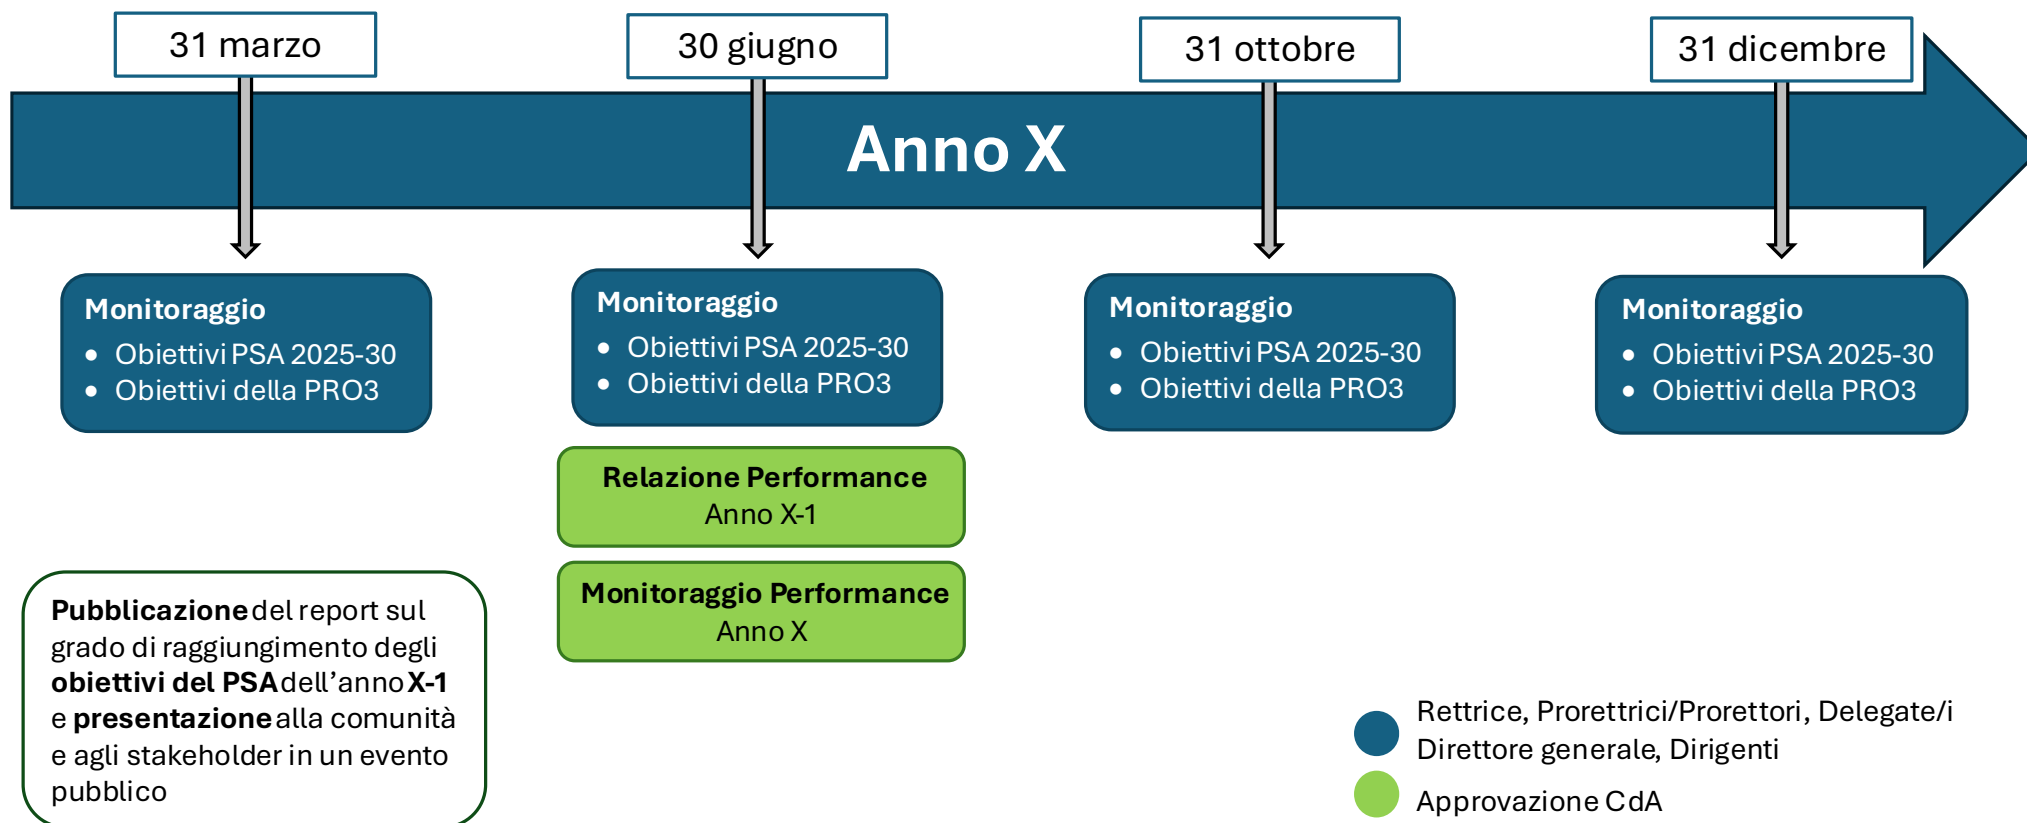 31 marzo
30 giugno
31 ottobre
31 dicembre
Anno X
Monitoraggio
• Obiettivi PSA 2025-30
• Obiettivi della PRO3
Monitoraggio
• Obiettivi PSA 2025-30
• Obiettivi della PRO3
Monitoraggio
• Obiettivi PSA 2025-30
• Obiettivi della PRO3
Monitoraggio
• Obiettivi PSA 2025-30
• Obiettivi della PRO3
Relazione Performance
Anno X-1
Monitoraggio Performance
Anno X
Pubblicazione del report sul
grado di raggiungimento degli
obiettivi del PSA dell'anno X-1
e presentazione alla comunità
e agli stakeholder in un evento
pubblico
Rettrice, Prorettrici/Prorettori, Delegate/i
Direttore generale, Dirigenti
Approvazione CdA